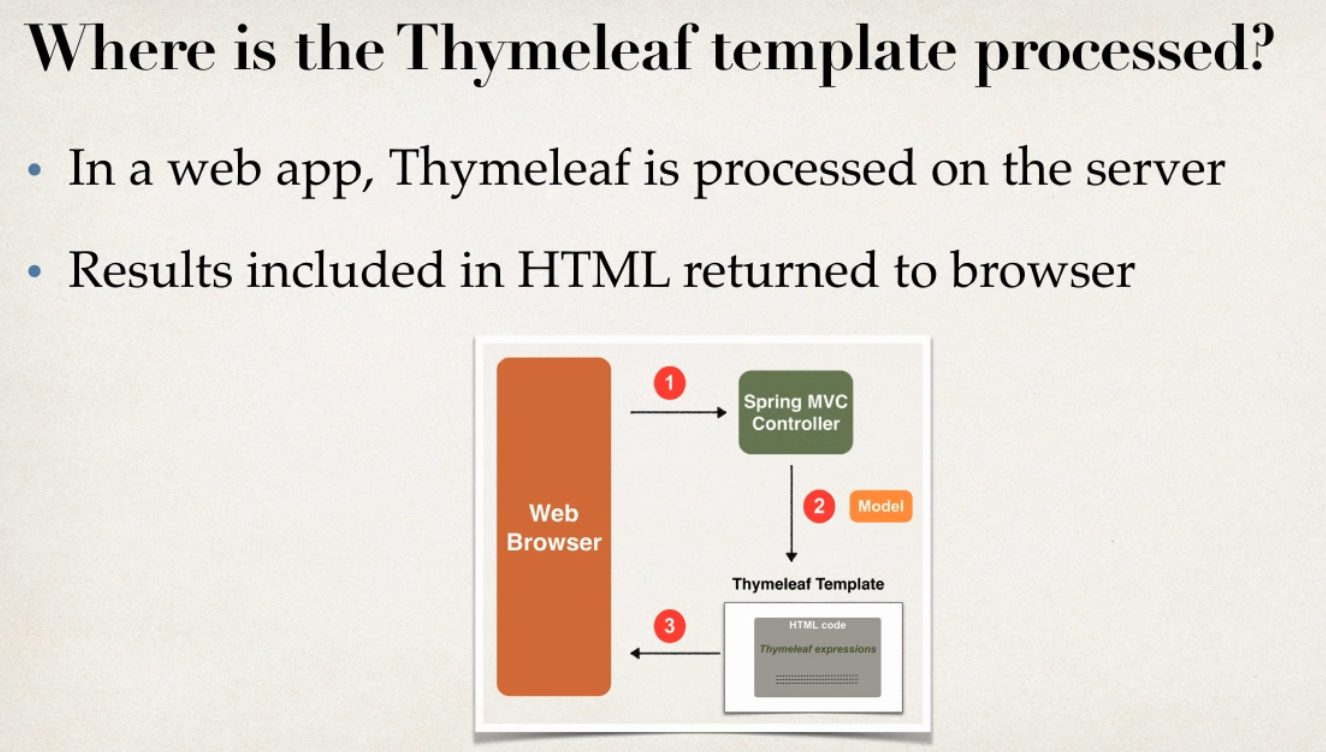 Where is the Thymeleaf template processed?
• In a web app, Thymeleaf is processed on the server
• Results included in HTML returned to browser
1
Spring MVC
Controller
Web
Browser
2
Model
Thymeleaf Template
3
HTML code
Thymeleaf expressions